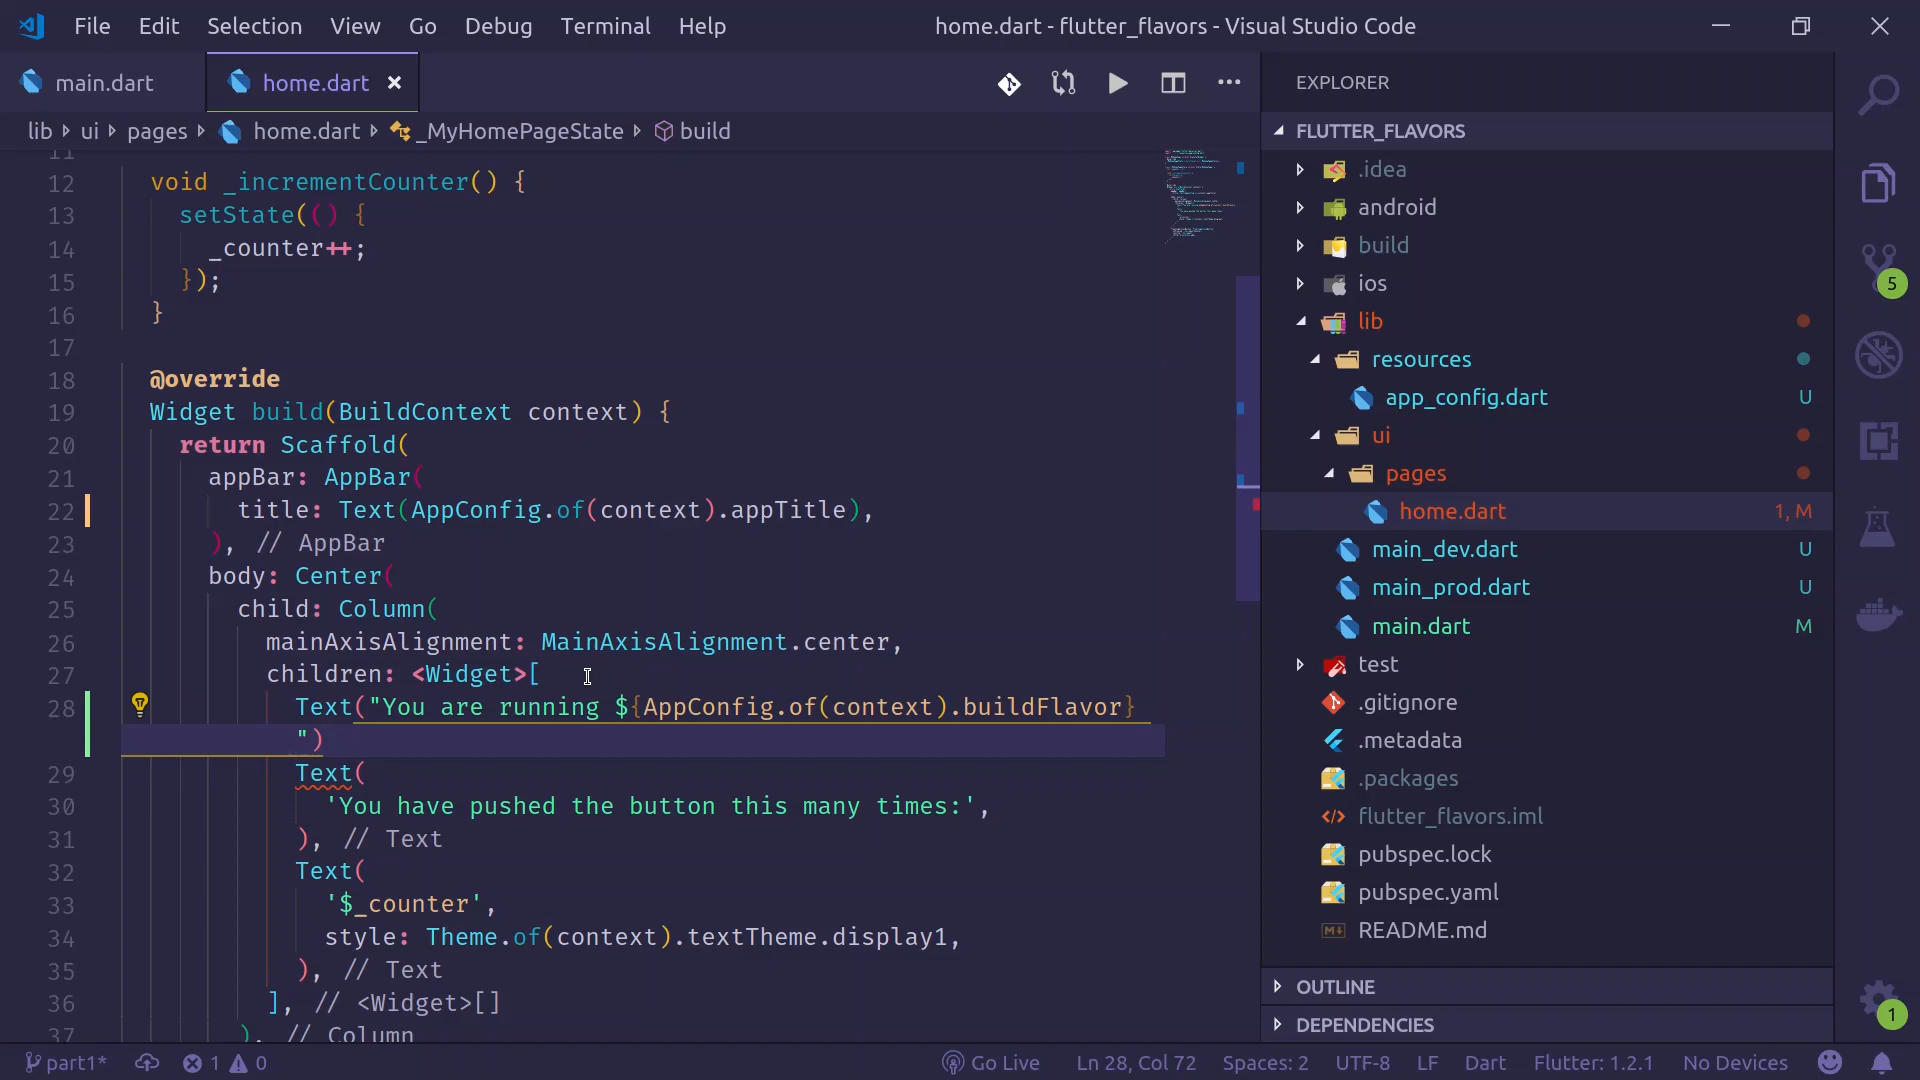 File Edit Selection View Go Debug Terminal Help
home.dart - flutter_flavors - Visual Studio Code
main.dart
home.dart
lib ui pages home.dart _MyHomePageState build
11
12 void _incrementCounter() {
13 setState(() {
14 _counter++;
15 });
16 }
17
18 @override
19 Widget build(BuildContext context) {
20 return Scaffold(
21 appBar: AppBar(
22 title: Text(AppConfig.of(context).appTitle),
23 ), // AppBar
24 body: Center(
25 child: Column(
26 mainAxisAlignment: MainAxisAlignment.center,
27 children: <Widget>[
28 Text("You are running ${AppConfig.of(context).buildFlavor}
")
29 Text(
30 'You have pushed the button this many times:',
31 ), // Text
32 Text(
33 '$_counter',
34 style: Theme.of(context).textTheme.display1,
35 ), // Text
36 ], // <Widget>[]
37 ), // Column
EXPLORER
FLUTTER_FLAVORS
.idea
android
build
ios
lib
resources
app_config.dart U
ui
pages
home.dart 1, M
main_dev.dart U
main_prod.dart U
main.dart M
test
.gitignore
.metadata
.packages
flutter_flavors.iml
pubspec.lock
pubspec.yaml
README.md
OUTLINE
DEPENDENCIES
5
1
part1* 1 0 Go Live Ln 28, Col 72 Spaces: 2 UTF-8 LF Dart Flutter: 1.2.1 No Devices